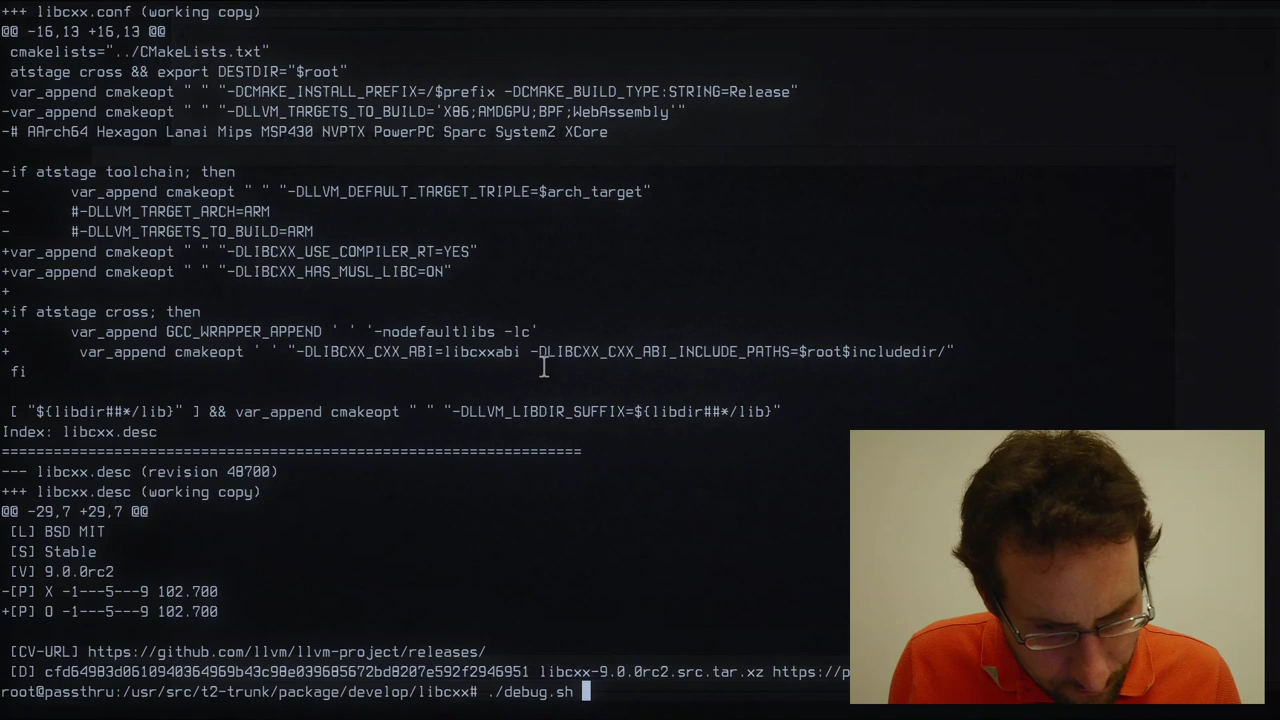 +++ libcxx.conf (working copy)
@@ -16,13 +16,13 @@
 cmakelists="../CMakeLists.txt"
 atstage cross && export DESTDIR="$root"
 var_append cmakeopt " " "-DCMAKE_INSTALL_PREFIX=/$prefix -DCMAKE_BUILD_TYPE:STRING=Release"
-var_append cmakeopt " " "-DLLVM_TARGETS_TO_BUILD='X86;AMDGPU;BPF;WebAssembly'"
-# AArch64 Hexagon Lanai Mips MSP430 NVPTX PowerPC Sparc SystemZ XCore
-if atstage toolchain; then
-       var_append cmakeopt " " "-DLLVM_DEFAULT_TARGET_TRIPLE=$arch_target"
-       #-DLLVM_TARGET_ARCH=ARM
-       #-DLLVM_TARGETS_TO_BUILD=ARM
+var_append cmakeopt " " "-DLIBCXX_USE_COMPILER_RT=YES"
+var_append cmakeopt " " "-DLIBCXX_HAS_MUSL_LIBC=ON"
+
+if atstage cross; then
+       var_append GCC_WRAPPER_APPEND ' ' '-nodefaultlibs -lc'
+        var_append cmakeopt ' ' "-DLIBCXX_CXX_ABI=libcxxabi -DLIBCXX_CXX_ABI_INCLUDE_PATHS=$root$includedir/"
 fi
 [ "${libdir##*/lib}" ] && var_append cmakeopt " " "-DLLVM_LIBDIR_SUFFIX=${libdir##*/lib}"
Index: libcxx.desc
===================================================================
--- libcxx.desc (revision 48700)
+++ libcxx.desc (working copy)
@@ -29,7 +29,7 @@
 [L] BSD MIT
 [S] Stable
 [V] 9.0.0rc2
-[P] X -1---5---9 102.700
+[P] O -1---5---9 102.700
 [CV-URL] https://github.com/llvm/llvm-project/releases/
 [D] cfd64983d0610940364969b43c98e039685672bd8207e592f2946951 libcxx-9.0.0rc2.src.tar.xz https://p
root@passthru:/usr/src/t2-trunk/package/develop/libcxx# ./debug.sh